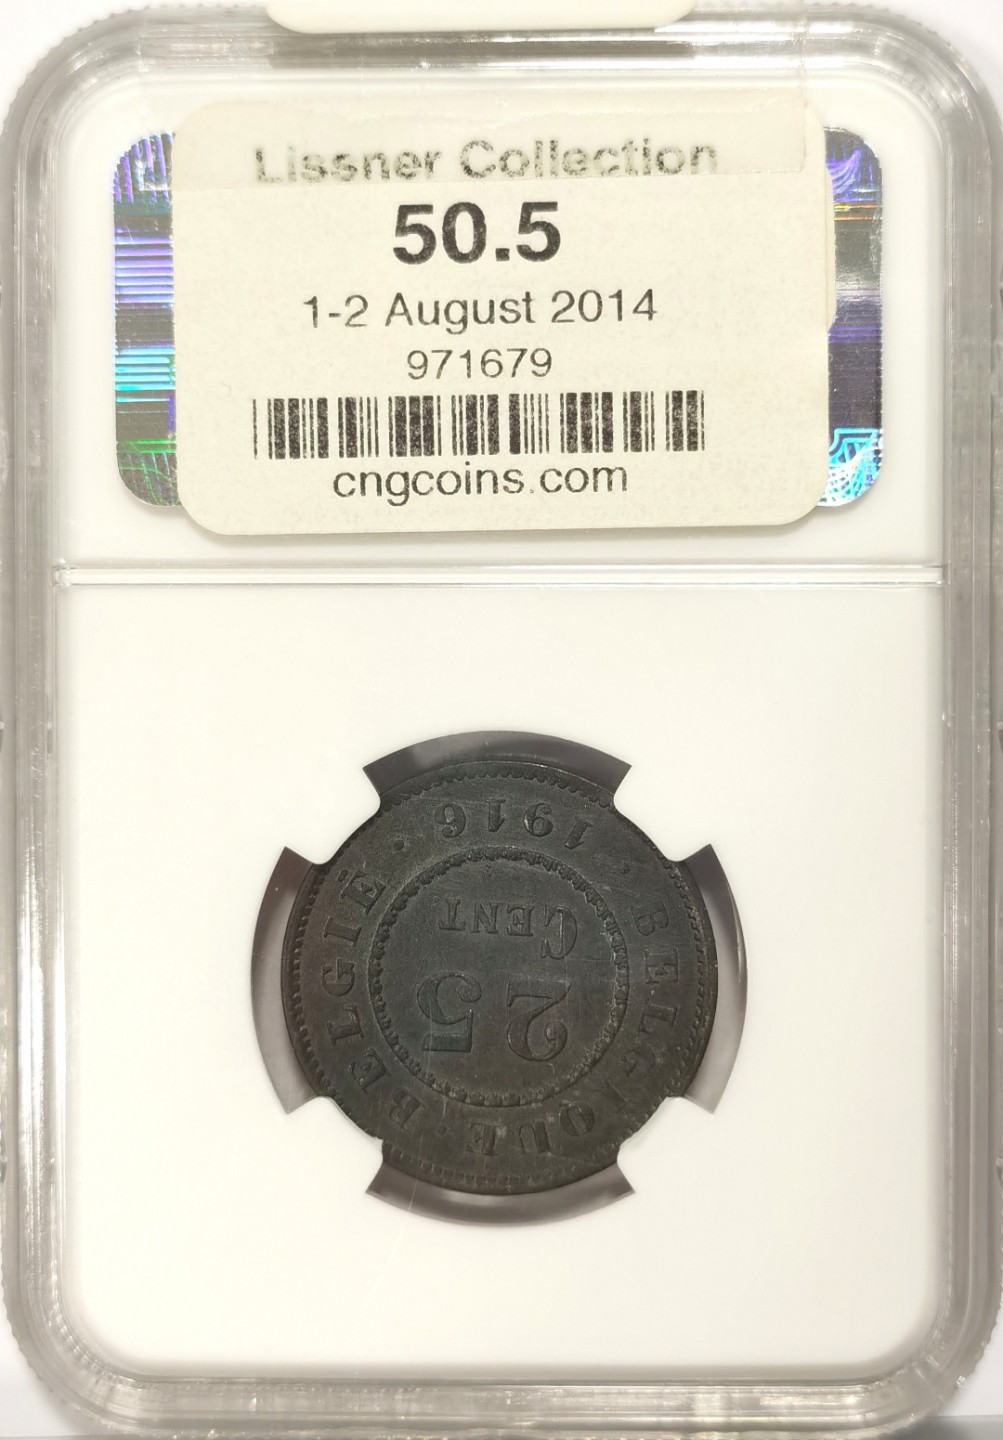 Lissner Collection
50.5
1-2 August 2014
971679
cngcoins.com
BELGIQUE · BELGIË · 1916 ·
25
CENT